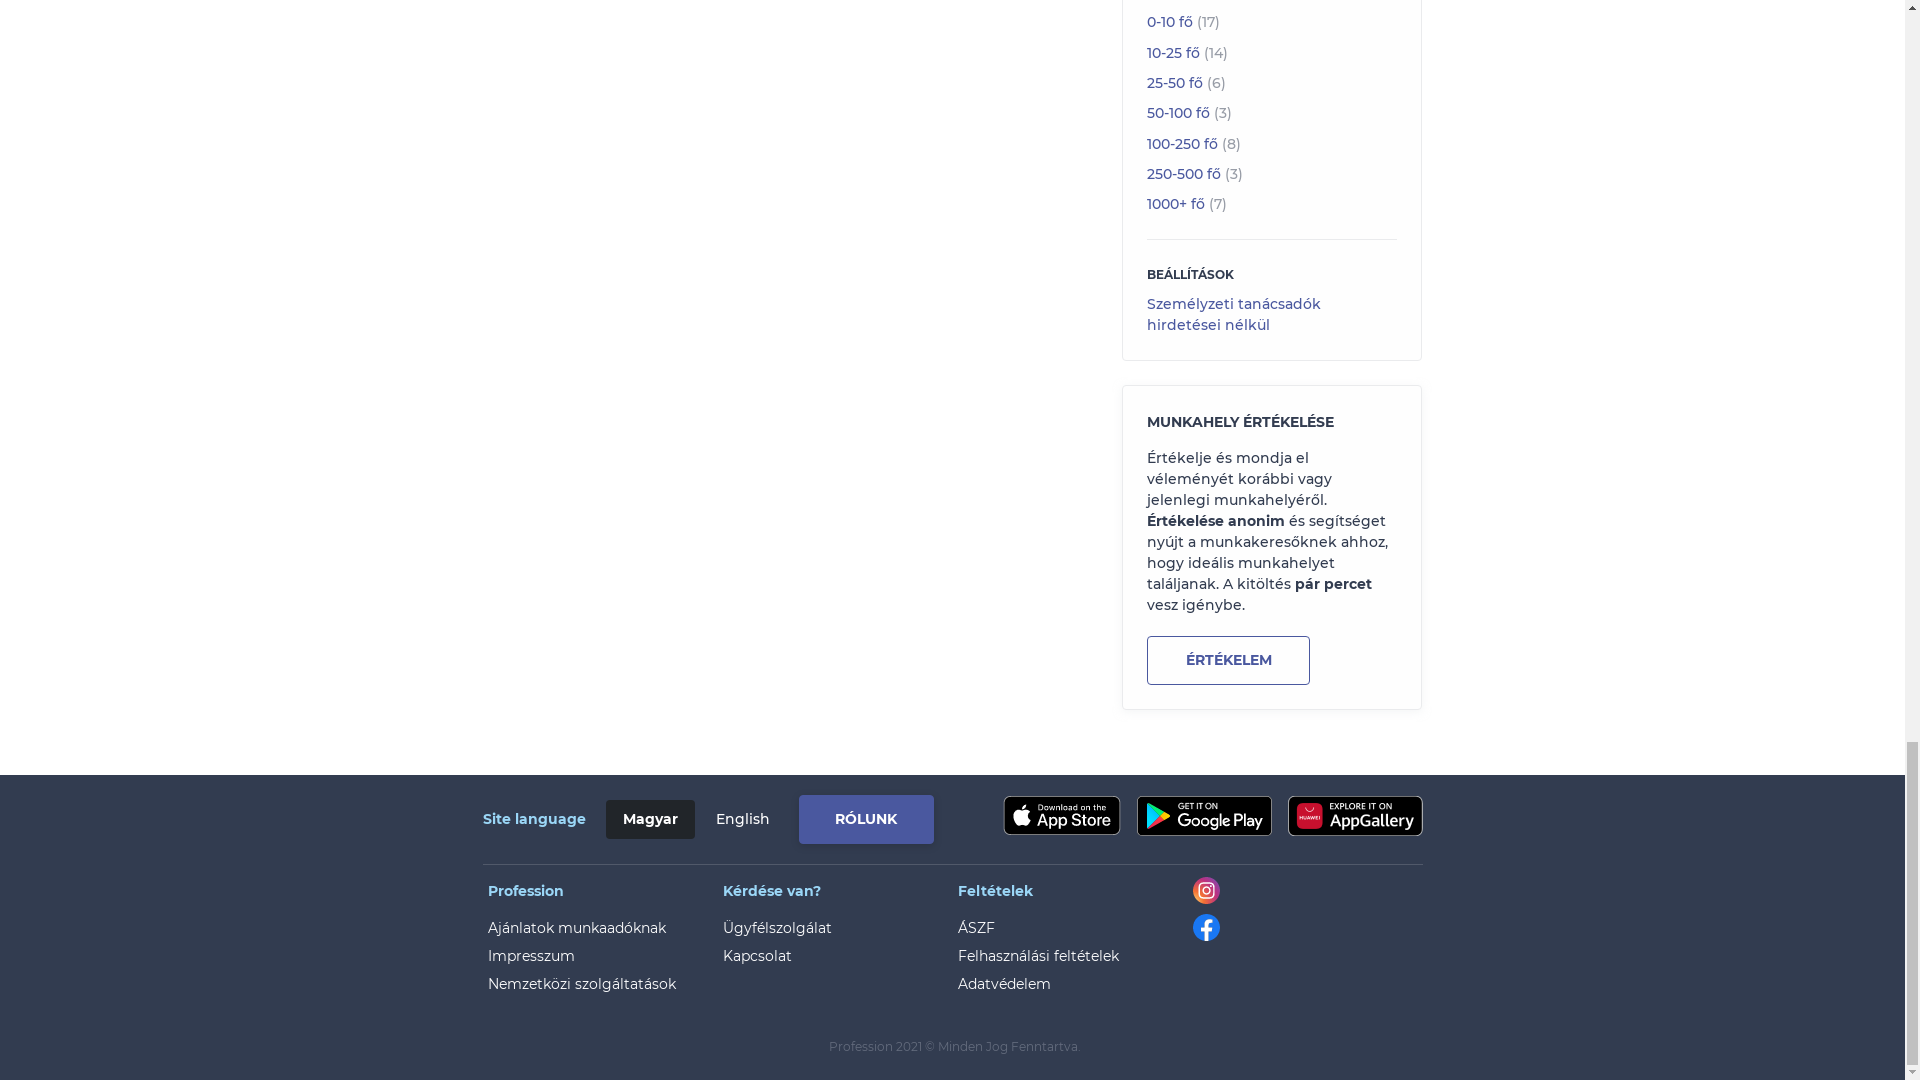 0-10 fő (17)
10-25 fő (14)
25-50 fő (6)
50-100 fő (3)
100-250 fő (8)
250-500 fő (3)
1000+ fő (7)
BEÁLLÍTÁSOK
Személyzeti tanácsadók
hirdetései nélkül
MUNKAHELY ÉRTÉKELÉSE
Értékelje és mondja el
véleményét korábbi vagy
jelenlegi munkahelyéről.
Értékelése anonim és segítséget
nyújt a munkakeresőknek ahhoz,
hogy ideális munkahelyet
találjanak. A kitöltés pár percet
vesz igénybe.
ÉRTÉKELEM
Site language Magyar English RÓLUNK
Download on the
App Store
GET IT ON
Google Play
HUAWEI
EXPLORE IT ON
AppGallery
Profession
Ajánlatok munkaadóknak
Impresszum
Nemzetközi szolgáltatások
Kérdése van?
Ügyfélszolgálat
Kapcsolat
Feltételek
ÁSZF
Felhasználási feltételek
Adatvédelem
Profession 2021 © Minden Jog Fenntartva.